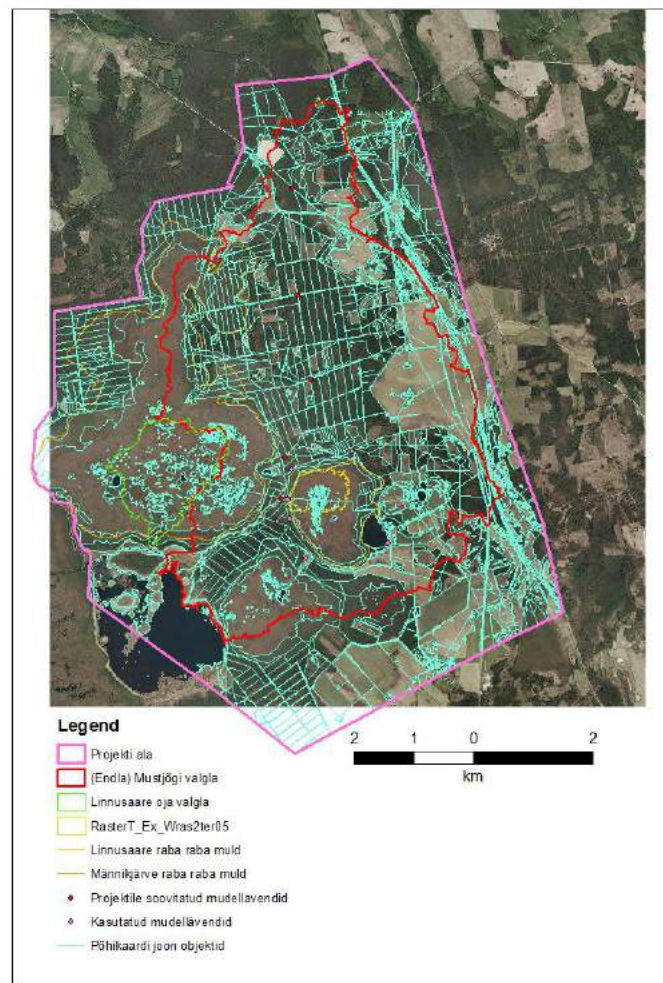 Legend
2 1 0 2
km
Projekti ala
(Endla) Mustjõgi valgla
Linnusaare oja valgla
RasterT_Ex_Wras2ter05
Linnusaare raba raba muld
Männikjärve raba raba muld
Projektile soovitatud mudellävendid
Kasutatud mudellävendid
Põhikaardi joon objektid